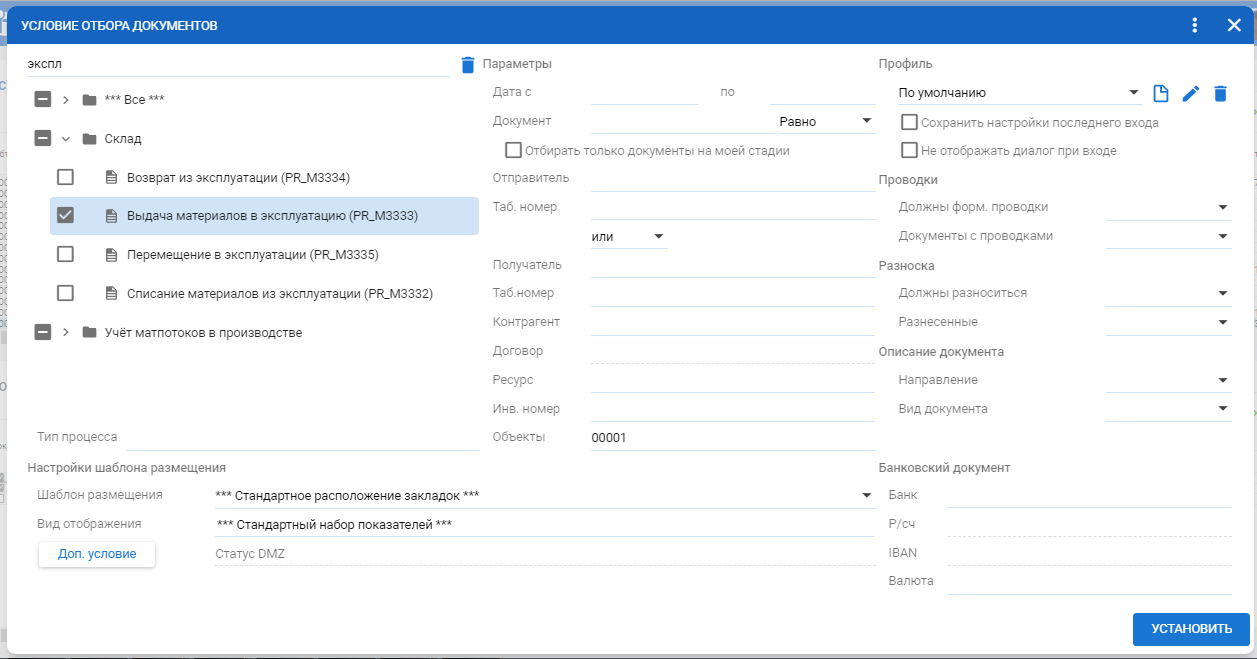 УСЛОВИЕ ОТБОРА ДОКУМЕНТОВ
экспл
*** Все ***
Склад
Возврат из эксплуатации (PR_M3334)
Выдача материалов в эксплуатацию (PR_M3333)
Перемещение в эксплуатации (PR_M3335)
Списание материалов из эксплуатации (PR_M3332)
Учёт матпотоков в производстве
Тип процесса
Параметры
Дата с по
Документ Равно
Отбирать только документы на моей стадии
Отправитель
Таб. номер
или
Получатель
Таб.номер
Контрагент
Договор
Ресурс
Инв. номер
Объекты 00001
Профиль
По умолчанию
Сохранить настройки последнего входа
Не отображать диалог при входе
Проводки
Должны форм. проводки
Документы с проводками
Разноска
Должны разноситься
Разнесенные
Описание документа
Направление
Вид документа
Настройки шаблона размещения
Шаблон размещения *** Стандартное расположение закладок ***
Вид отображения *** Стандартный набор показателей ***
Доп. условие Статус DMZ
Банковский документ
Банк
Р/сч
IBAN
Валюта
УСТАНОВИТЬ